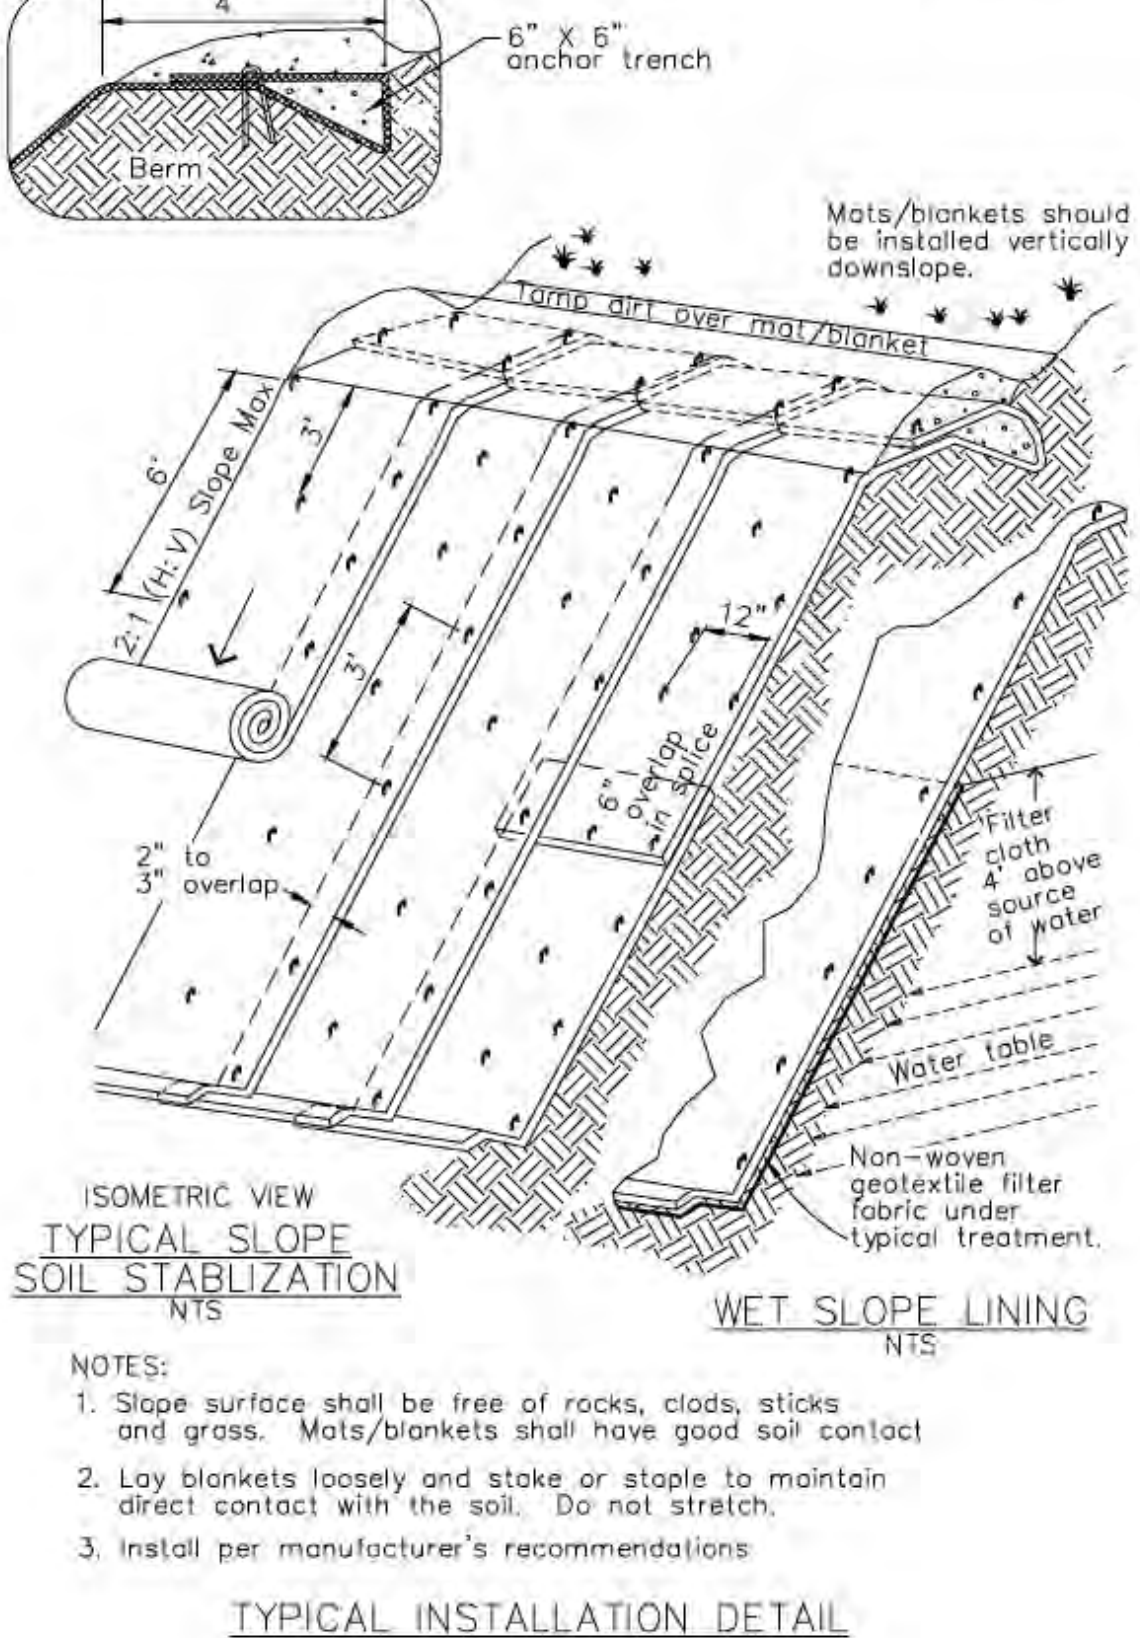 4'
6" X 6"
anchor trench
Berm
Mats/blankets should
be installed vertically
downslope.
Tamp dirt over mat/blanket
6'
2:1 (H:V) Slope Max
3'
3'
12"
6"
overlap
in splice
2" to
3" overlap
Filter
cloth
4' above
source
of water
Water table
Non-woven
geotextile filter
fabric under
typical treatment.
ISOMETRIC VIEW
TYPICAL SLOPE
SOIL STABLIZATION
NTS
WET SLOPE LINING
NTS
NOTES:
1. Slope surface shall be free of rocks, clods, sticks
and grass. Mats/blankets shall have good soil contact
2. Lay blankets loosely and stake or staple to maintain
direct contact with the soil. Do not stretch.
3. Install per manufacturer's recommendations
TYPICAL INSTALLATION DETAIL